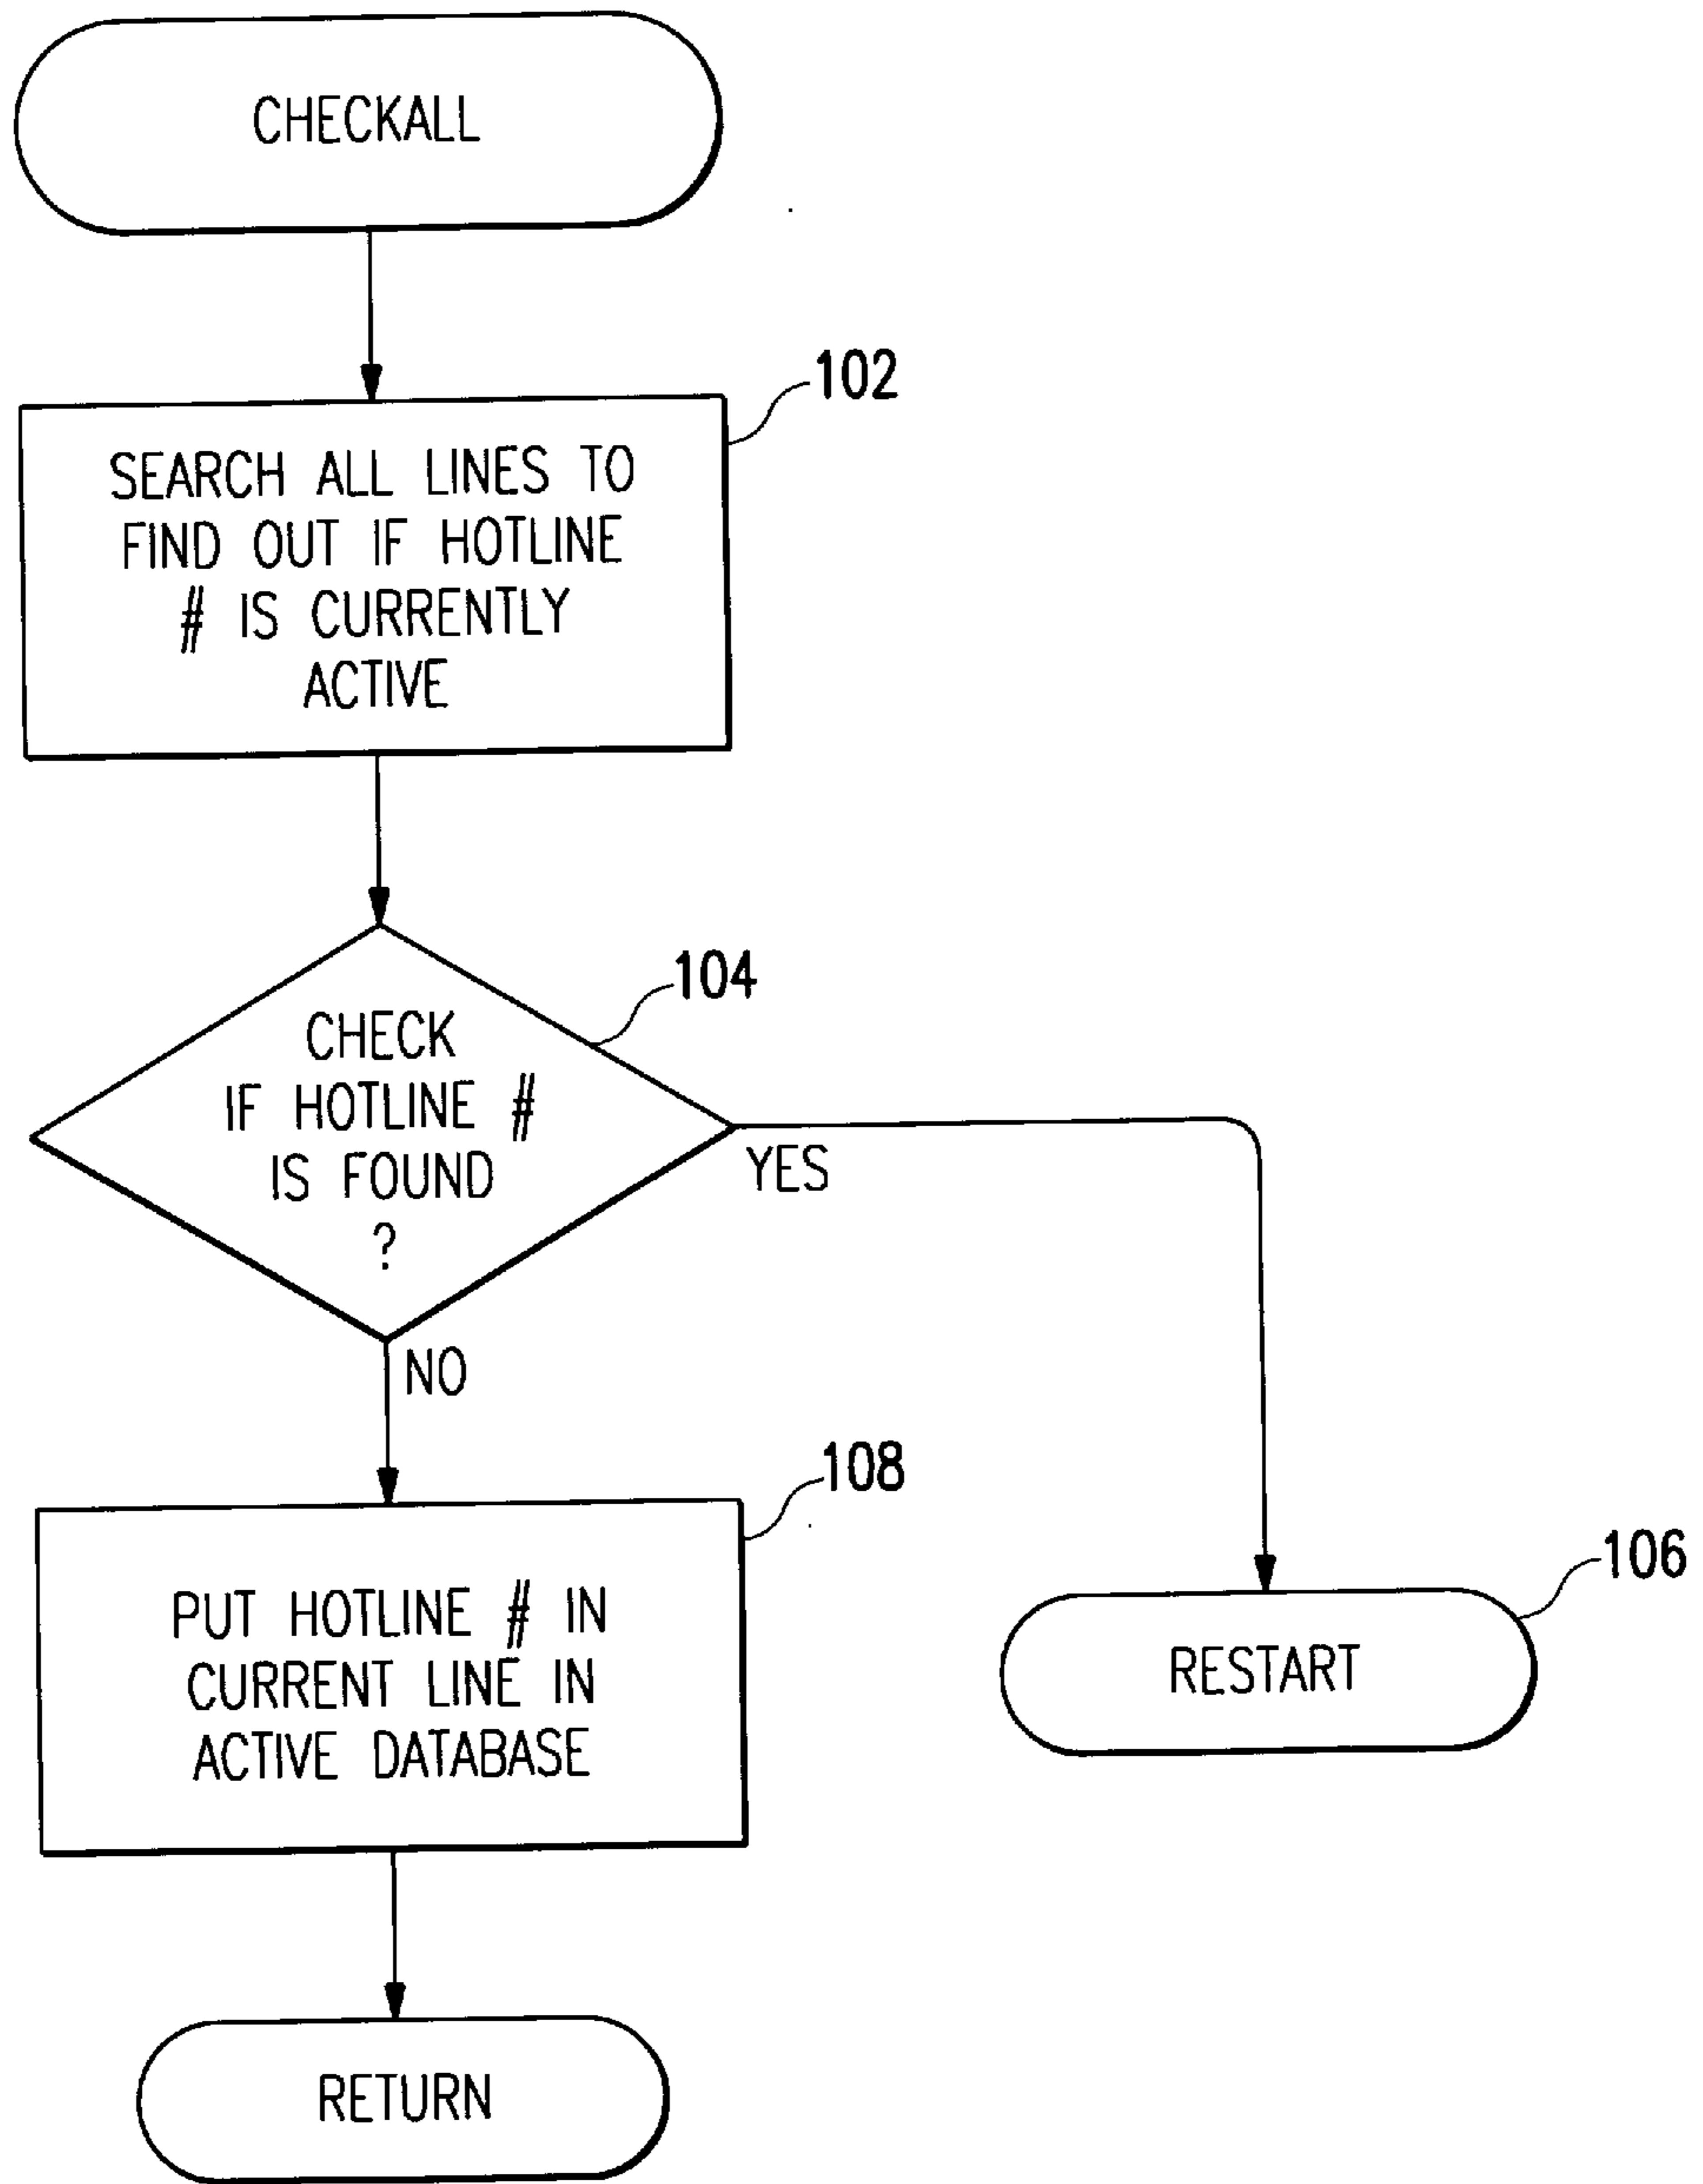 CHECKALL
102
SEARCH ALL LINES TO
FIND OUT IF HOTLINE
# IS CURRENTLY
ACTIVE
104
CHECK
IF HOTLINE #
IS FOUND
?
YES
NO
108
PUT HOTLINE # IN
CURRENT LINE IN
ACTIVE DATABASE
106
RESTART
RETURN